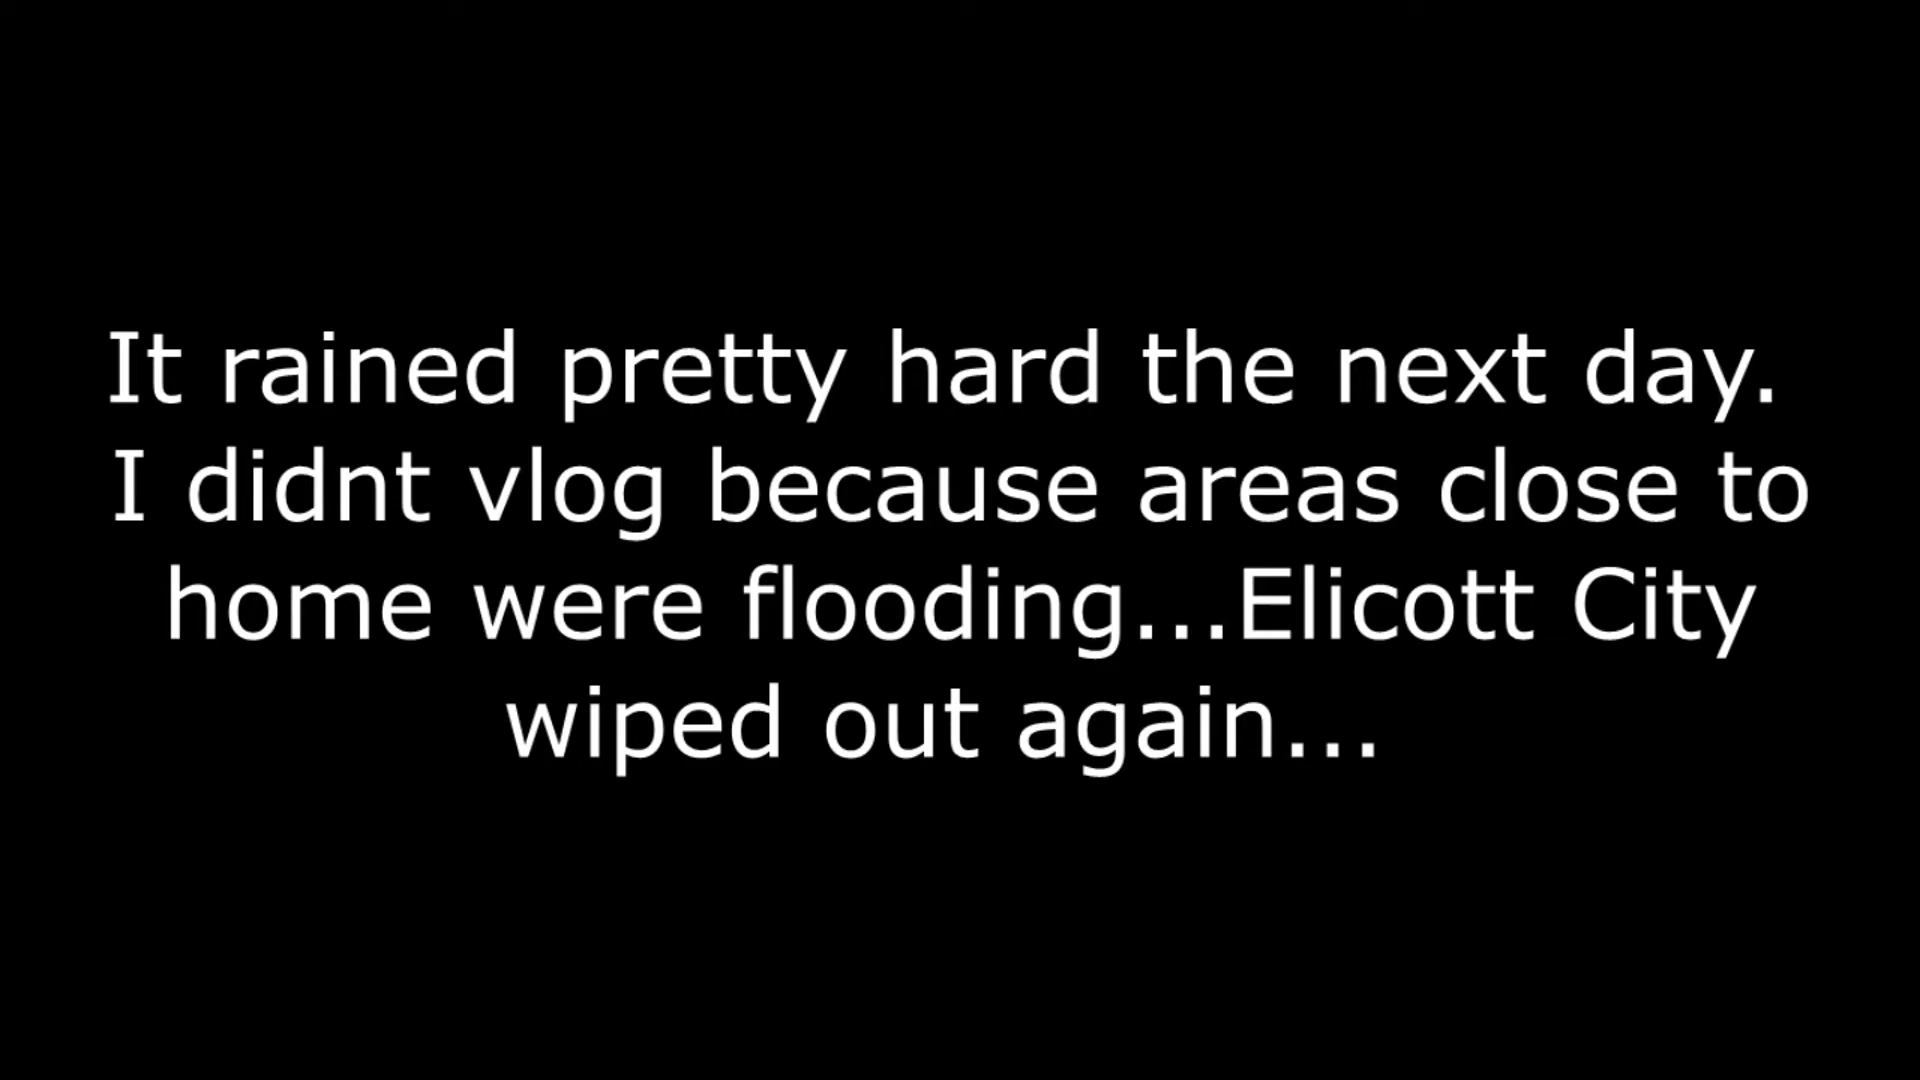 It rained pretty hard the next day.
I didnt vlog because areas close to
home were flooding...Elicott City
wiped out again...